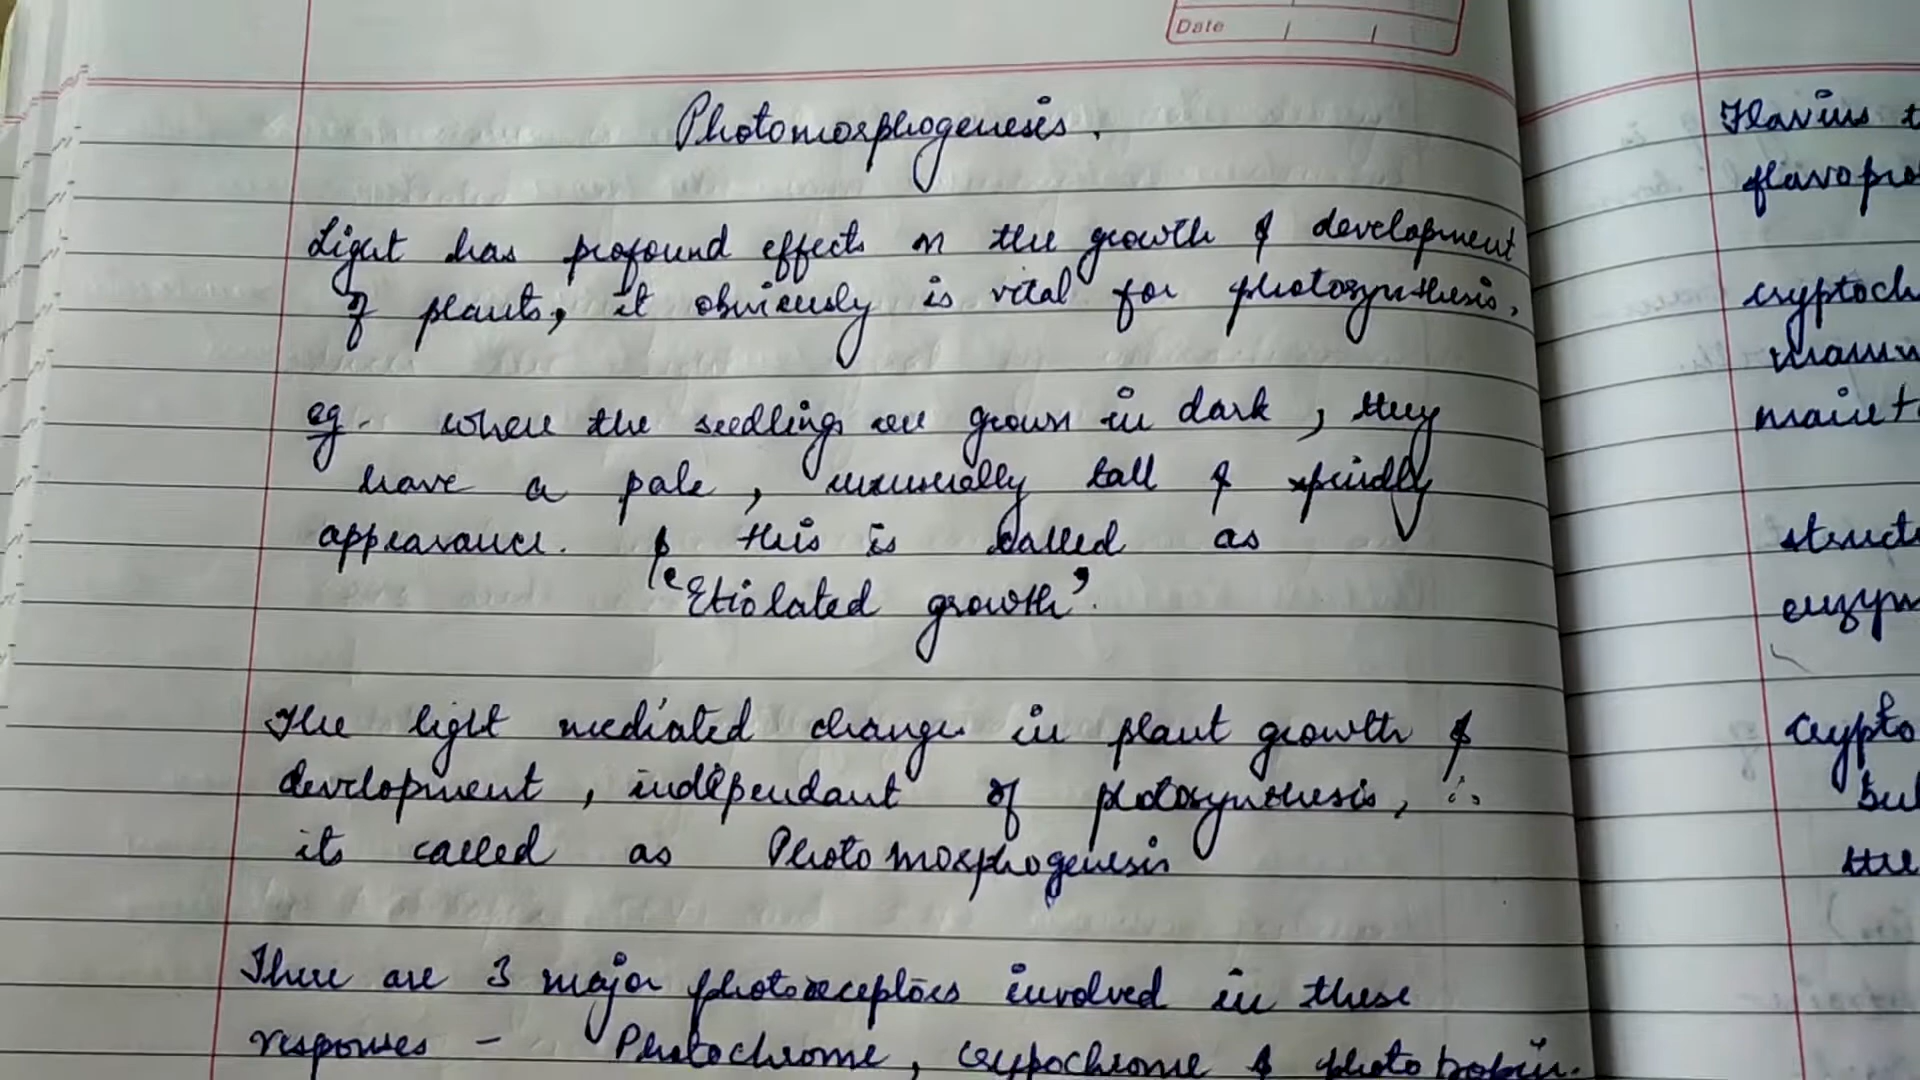 Date
Photomorphogenesis.
Light has profound effects on the growth & development
of plants, it obviously is vital for photosynthesis.
eg. when the seedlings are grown in dark, they
have a pale, unusually tall & spindly
appearance. & this is called as
"Etiolated growth".
The light mediated change in plant growth &
development, independant of photosynthesis, is
its called as Photomorphogenesis
There are 3 major photoreceptors involved in these
responses - Phytochrome, Crypochrome &
Flavins
flavopro
cryptoch
maint
struct
enzym
Crypto
the